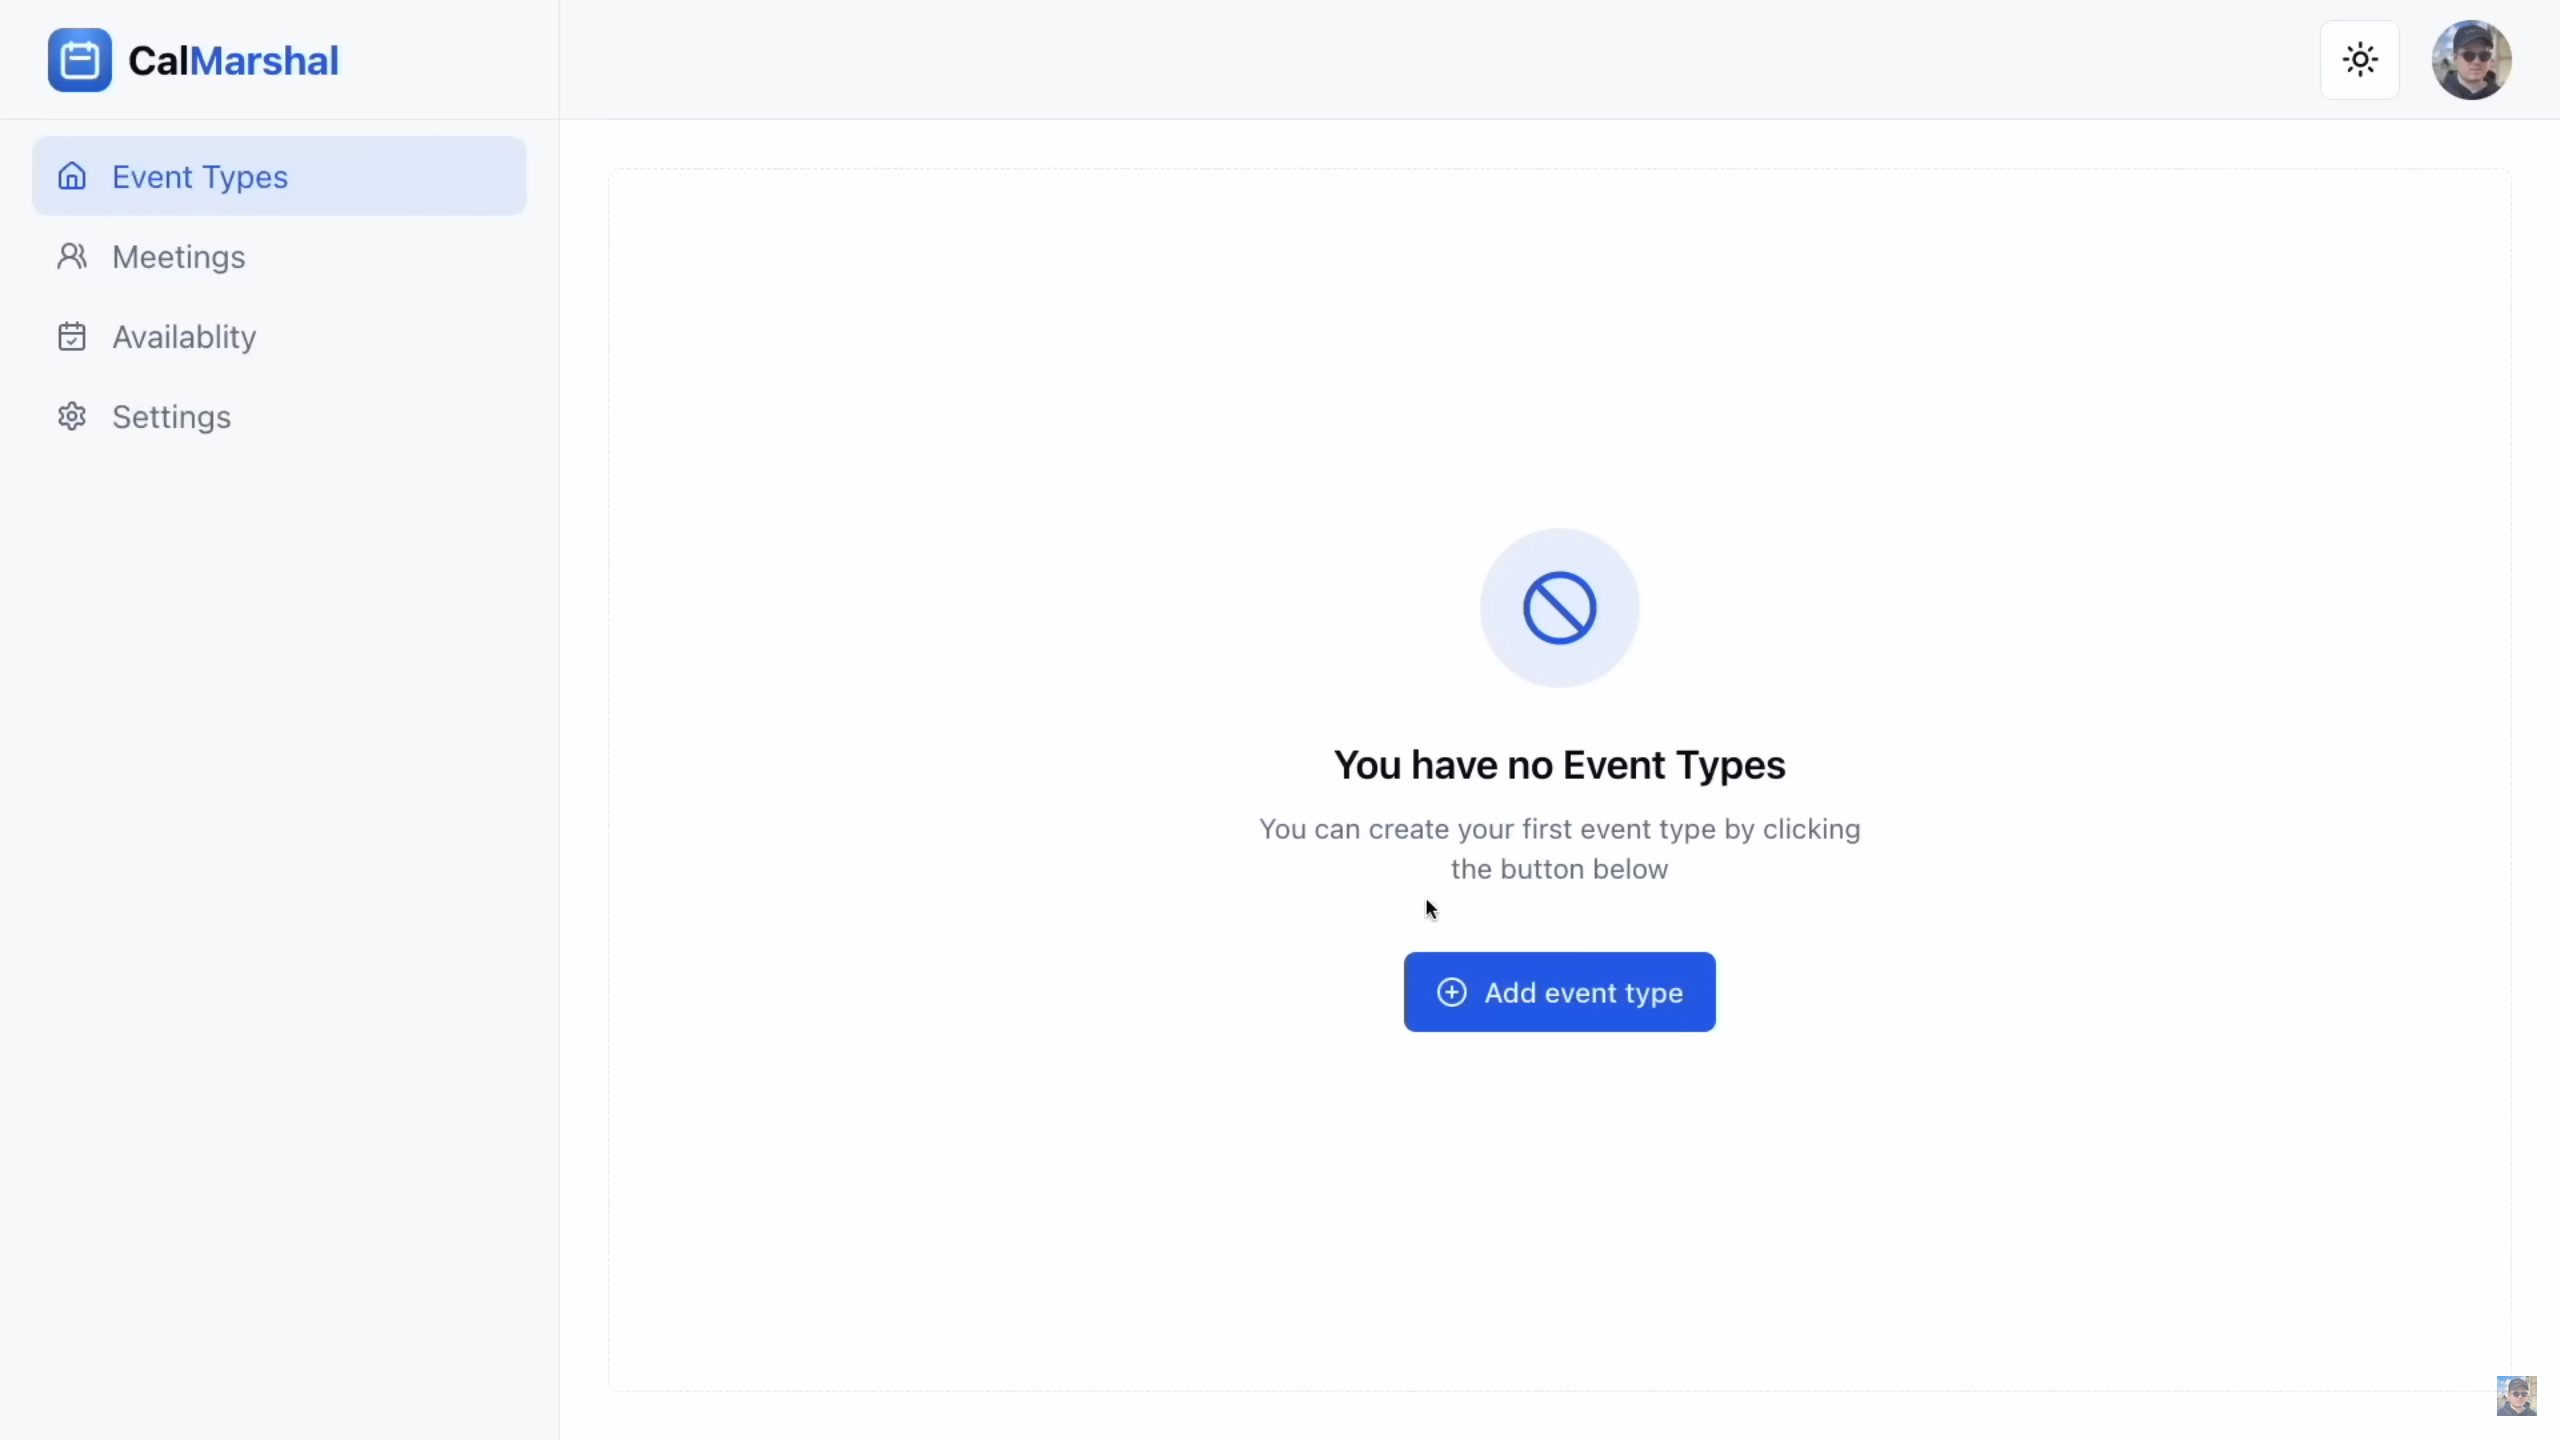 CalMarshal
Event Types
Meetings
Availablity
Settings
You have no Event Types
You can create your first event type by clicking
the button below
Add event type